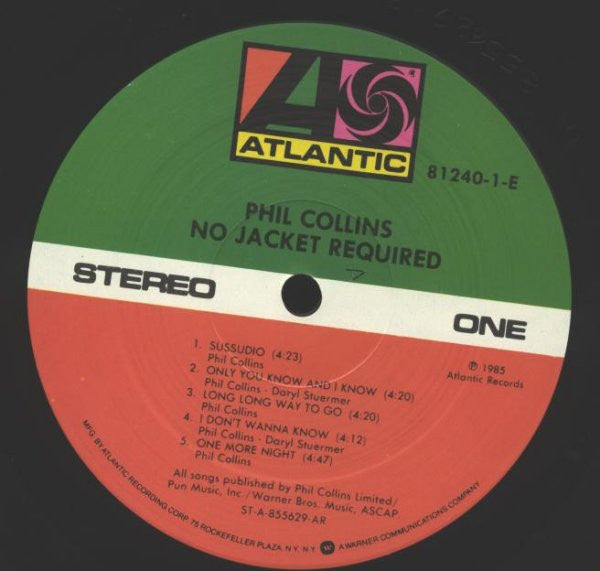 ATLANTIC
81240-1-E
PHIL COLLINS
NO JACKET REQUIRED
STEREO
ONE
℗ 1985
Atlantic Records
1. SUSSUDIO (4:23)
Phil Collins
2. ONLY YOU KNOW AND I KNOW (4:20)
Phil Collins - Daryl Stuermer
3. LONG LONG WAY TO GO (4:20)
Phil Collins
4. I DON'T WANNA KNOW (4:12)
Phil Collins - Daryl Stuermer
5. ONE MORE NIGHT (4:47)
Phil Collins
All songs published by Phil Collins Limited/
Pun Music, Inc./Warner Bros. Music, ASCAP
ST-A-855629-AR
MFG. BY ATLANTIC RECORDING CORP. 75 ROCKEFELLER PLAZA, N.Y. N.Y. A WARNER COMMUNICATIONS COMPANY